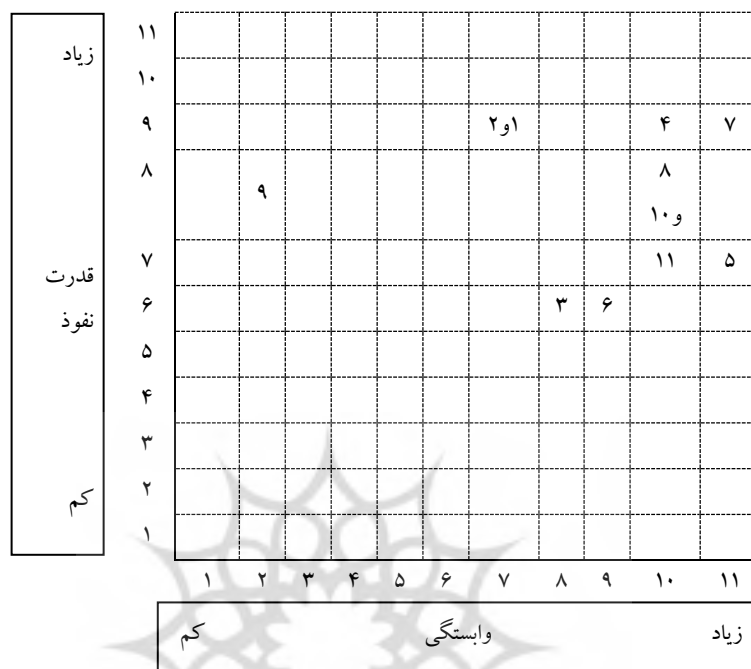 زیاد
قدرت
نفوذ
کم
۱۱
۱۰
۹ ۱و۲ ۴ ۷
۸ ۹ ۸
و۱۰
۷ ۱۱ ۵
۶ ۳ ۶
۵
۴
۳
۲
۱
۱ ۲ ۳ ۴ ۵ ۶ ۷ ۸ ۹ ۱۰ ۱۱
کم وابستگی زیاد